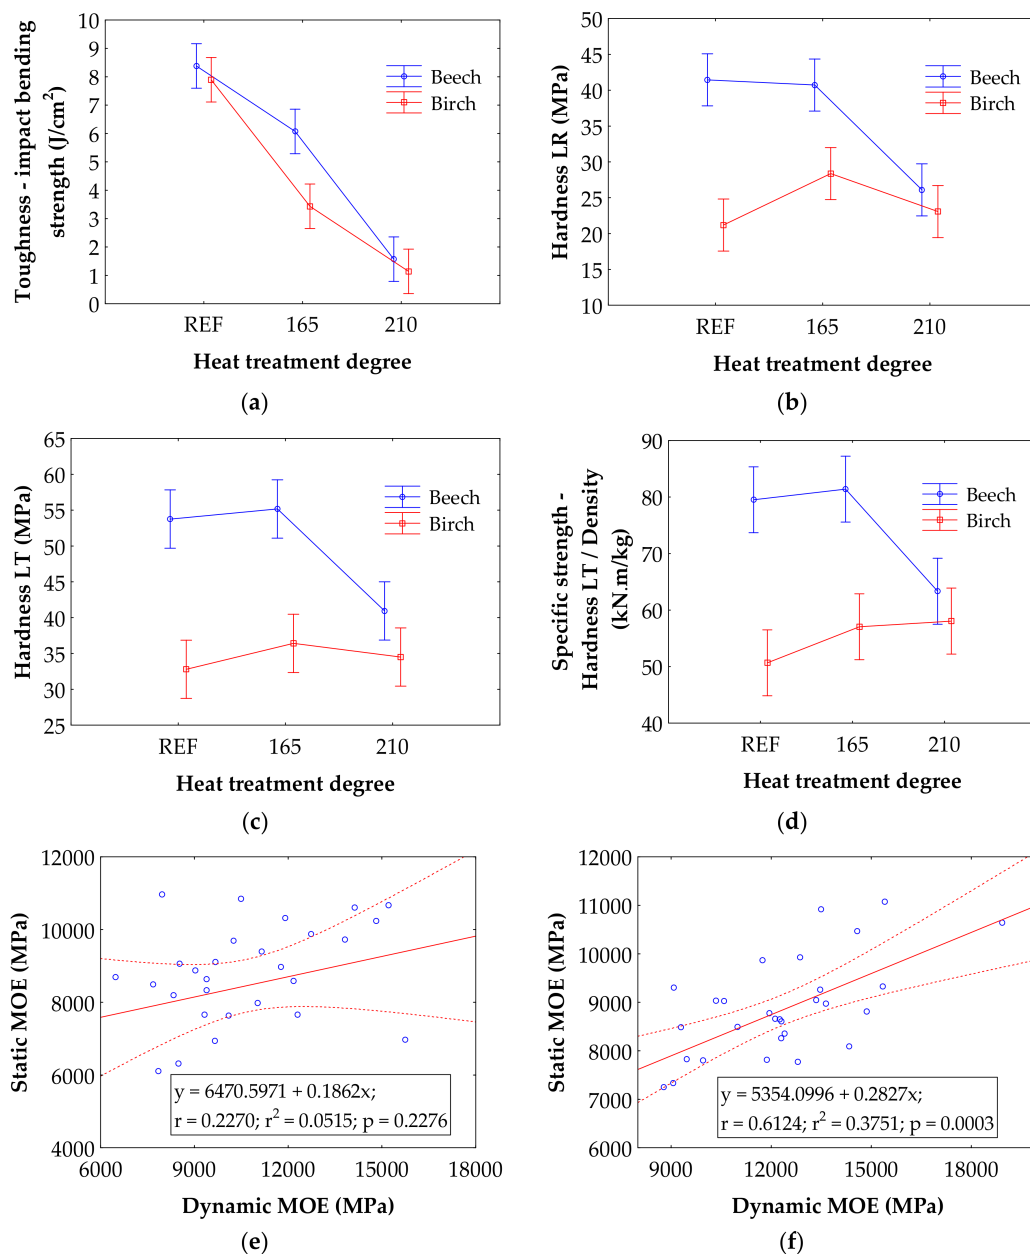 Toughness - impact bending
strength (J/cm²)
10
9
8
7
6
5
4
3
2
1
0
Beech
Birch
REF
165
210
Heat treatment degree
(a)
Hardness LR (MPa)
50
45
40
35
30
25
20
15
10
Beech
Birch
REF
165
210
Heat treatment degree
(b)
Hardness LT (MPa)
65
60
55
50
45
40
35
30
25
Beech
Birch
REF
165
210
Heat treatment degree
(c)
Specific strength -
Hardness LT / Density
(kN.m/kg)
90
80
70
60
50
40
Beech
Birch
REF
165
210
Heat treatment degree
(d)
Static MOE (MPa)
12000
10000
8000
6000
4000
y = 6470.5971 + 0.1862x;
r = 0.2270; r² = 0.0515; p = 0.2276
6000
9000
12000
15000
18000
Dynamic MOE (MPa)
(e)
Static MOE (MPa)
12000
11000
10000
9000
8000
7000
6000
y = 5354.0996 + 0.2827x;
r = 0.6124; r² = 0.3751; p = 0.0003
9000
12000
15000
18000
Dynamic MOE (MPa)
(f)